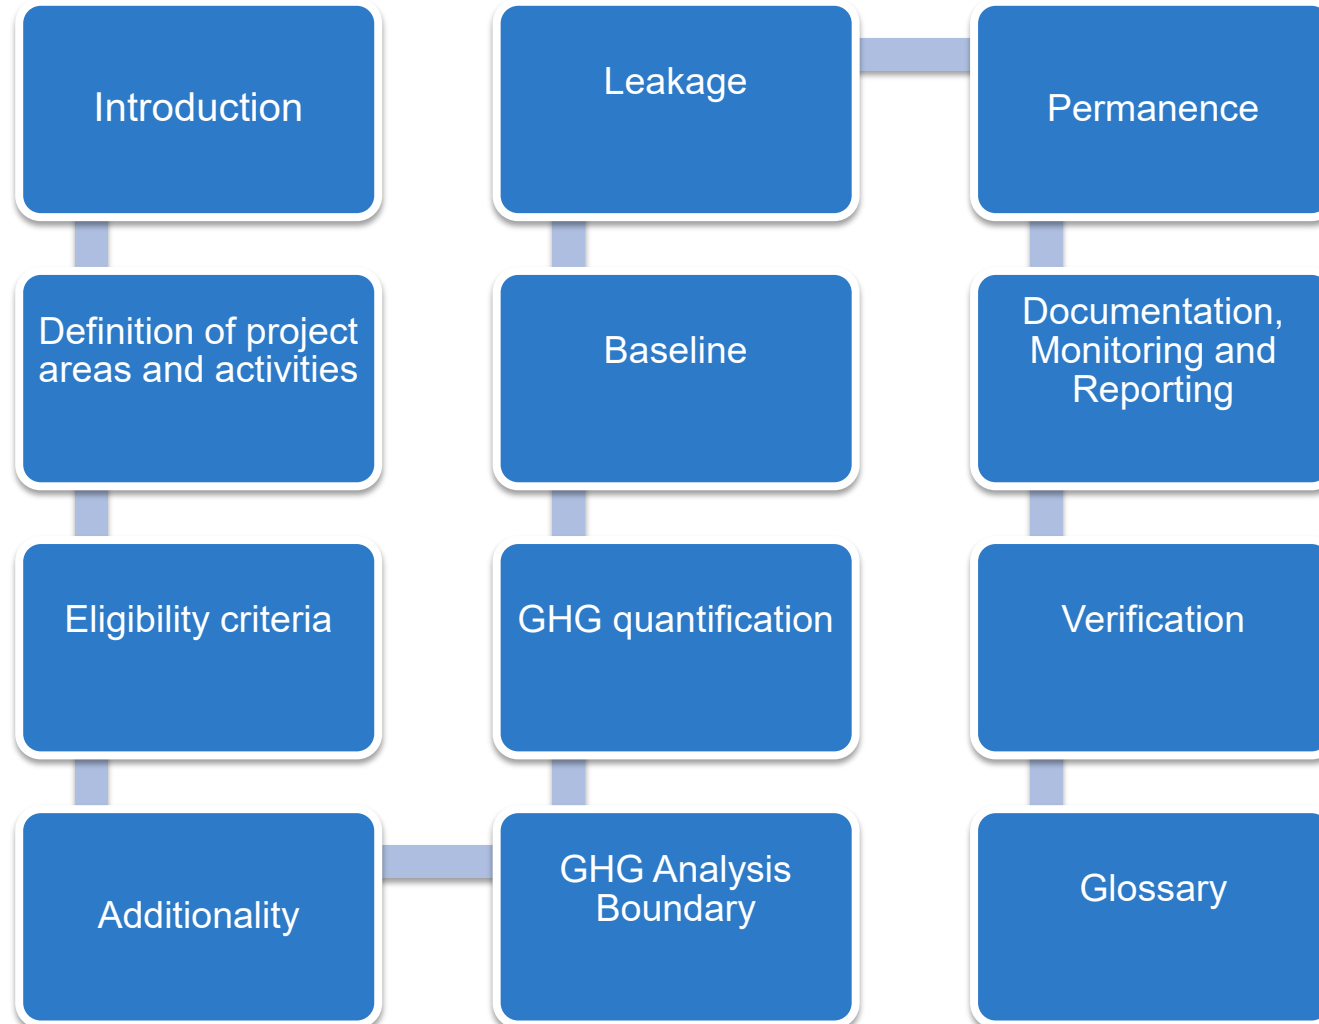 Introduction
Definition of project
areas and activities
Eligibility criteria
Additionality
GHG Analysis
Boundary
GHG quantification
Baseline
Leakage
Permanence
Documentation,
Monitoring and
Reporting
Verification
Glossary